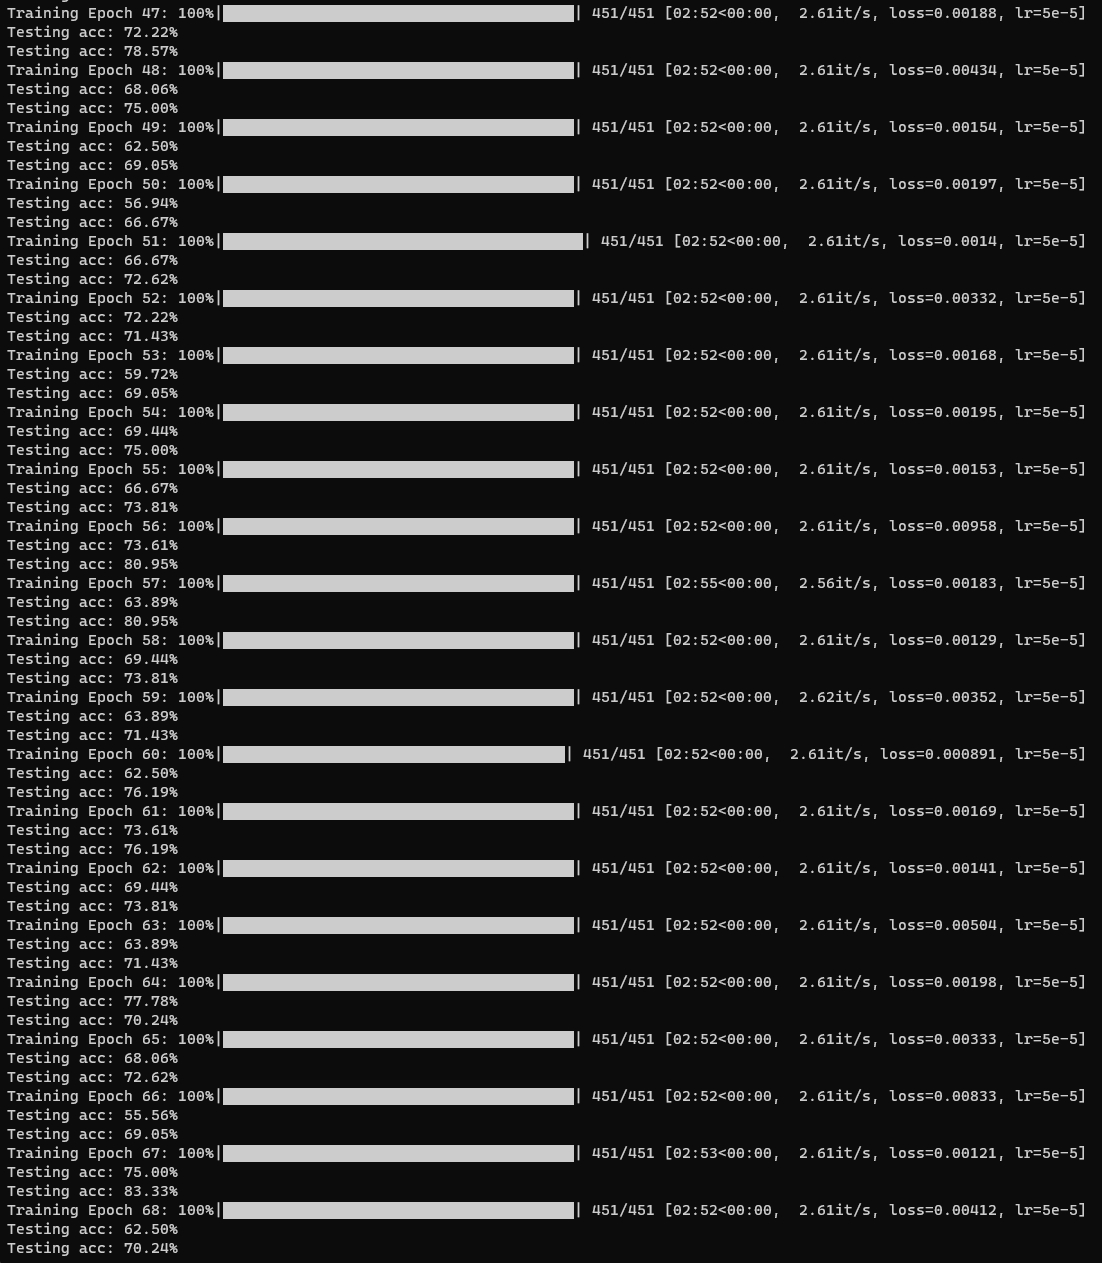 Training Epoch 47: 100%| | 451/451 [02:52<00:00,  2.61it/s, loss=0.00188, lr=5e-5]
Testing acc: 72.22%
Testing acc: 78.57%
Training Epoch 48: 100%| | 451/451 [02:52<00:00,  2.61it/s, loss=0.00434, lr=5e-5]
Testing acc: 68.06%
Testing acc: 75.00%
Training Epoch 49: 100%| | 451/451 [02:52<00:00,  2.61it/s, loss=0.00154, lr=5e-5]
Testing acc: 62.50%
Testing acc: 69.05%
Training Epoch 50: 100%| | 451/451 [02:52<00:00,  2.61it/s, loss=0.00197, lr=5e-5]
Testing acc: 56.94%
Testing acc: 66.67%
Training Epoch 51: 100%| | 451/451 [02:52<00:00,  2.61it/s, loss=0.0014, lr=5e-5]
Testing acc: 66.67%
Testing acc: 72.62%
Training Epoch 52: 100%| | 451/451 [02:52<00:00,  2.61it/s, loss=0.00332, lr=5e-5]
Testing acc: 72.22%
Testing acc: 71.43%
Training Epoch 53: 100%| | 451/451 [02:52<00:00,  2.61it/s, loss=0.00168, lr=5e-5]
Testing acc: 59.72%
Testing acc: 69.05%
Training Epoch 54: 100%| | 451/451 [02:52<00:00,  2.61it/s, loss=0.00195, lr=5e-5]
Testing acc: 69.44%
Testing acc: 75.00%
Training Epoch 55: 100%| | 451/451 [02:52<00:00,  2.61it/s, loss=0.00153, lr=5e-5]
Testing acc: 66.67%
Testing acc: 73.81%
Training Epoch 56: 100%| | 451/451 [02:52<00:00,  2.61it/s, loss=0.00958, lr=5e-5]
Testing acc: 73.61%
Testing acc: 80.95%
Training Epoch 57: 100%| | 451/451 [02:55<00:00,  2.56it/s, loss=0.00183, lr=5e-5]
Testing acc: 63.89%
Testing acc: 80.95%
Training Epoch 58: 100%| | 451/451 [02:52<00:00,  2.61it/s, loss=0.00129, lr=5e-5]
Testing acc: 69.44%
Testing acc: 73.81%
Training Epoch 59: 100%| | 451/451 [02:52<00:00,  2.62it/s, loss=0.00352, lr=5e-5]
Testing acc: 63.89%
Testing acc: 71.43%
Training Epoch 60: 100%| | 451/451 [02:52<00:00,  2.61it/s, loss=0.000891, lr=5e-5]
Testing acc: 62.50%
Testing acc: 76.19%
Training Epoch 61: 100%| | 451/451 [02:52<00:00,  2.61it/s, loss=0.00169, lr=5e-5]
Testing acc: 73.61%
Testing acc: 76.19%
Training Epoch 62: 100%| | 451/451 [02:52<00:00,  2.61it/s, loss=0.00141, lr=5e-5]
Testing acc: 69.44%
Testing acc: 73.81%
Training Epoch 63: 100%| | 451/451 [02:52<00:00,  2.61it/s, loss=0.00504, lr=5e-5]
Testing acc: 63.89%
Testing acc: 71.43%
Training Epoch 64: 100%| | 451/451 [02:52<00:00,  2.61it/s, loss=0.00198, lr=5e-5]
Testing acc: 77.78%
Testing acc: 70.24%
Training Epoch 65: 100%| | 451/451 [02:52<00:00,  2.61it/s, loss=0.00333, lr=5e-5]
Testing acc: 68.06%
Testing acc: 72.62%
Training Epoch 66: 100%| | 451/451 [02:52<00:00,  2.61it/s, loss=0.00833, lr=5e-5]
Testing acc: 55.56%
Testing acc: 69.05%
Training Epoch 67: 100%| | 451/451 [02:53<00:00,  2.61it/s, loss=0.00121, lr=5e-5]
Testing acc: 75.00%
Testing acc: 83.33%
Training Epoch 68: 100%| | 451/451 [02:52<00:00,  2.61it/s, loss=0.00412, lr=5e-5]
Testing acc: 62.50%
Testing acc: 70.24%